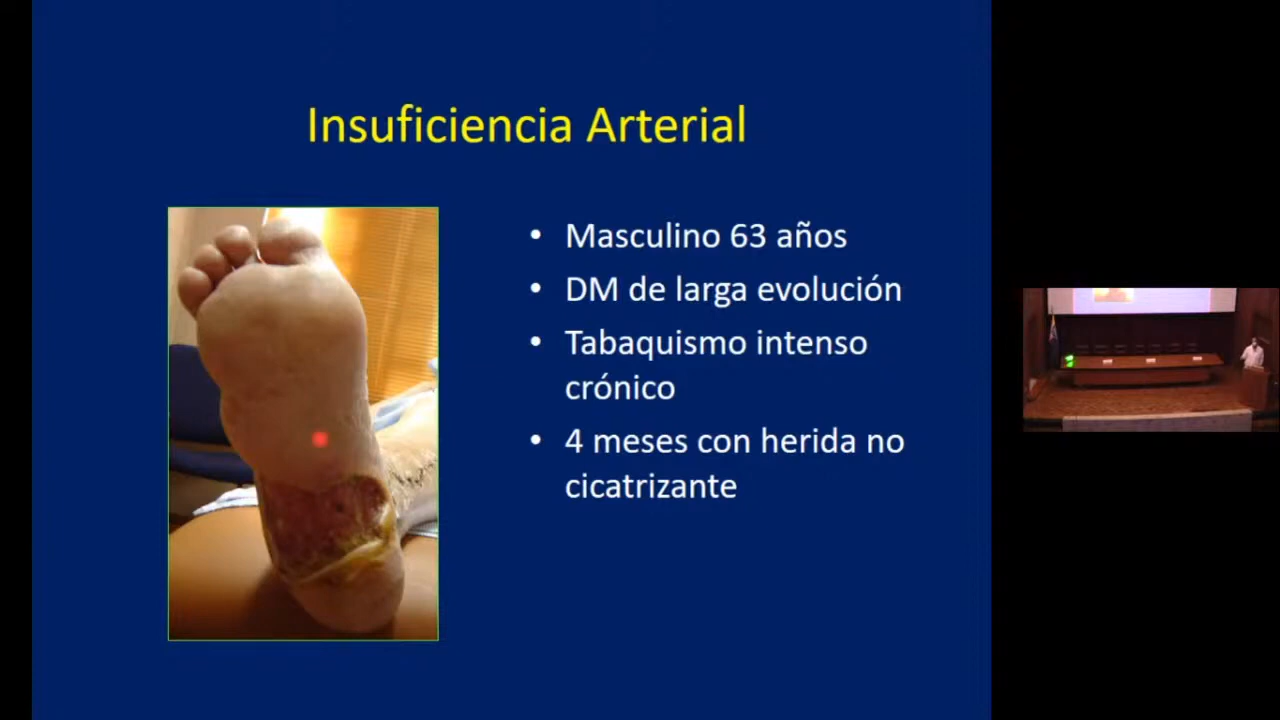 Insuficiencia Arterial
• Masculino 63 años
• DM de larga evolución
• Tabaquismo intenso
crónico
• 4 meses con herida no
cicatrizante